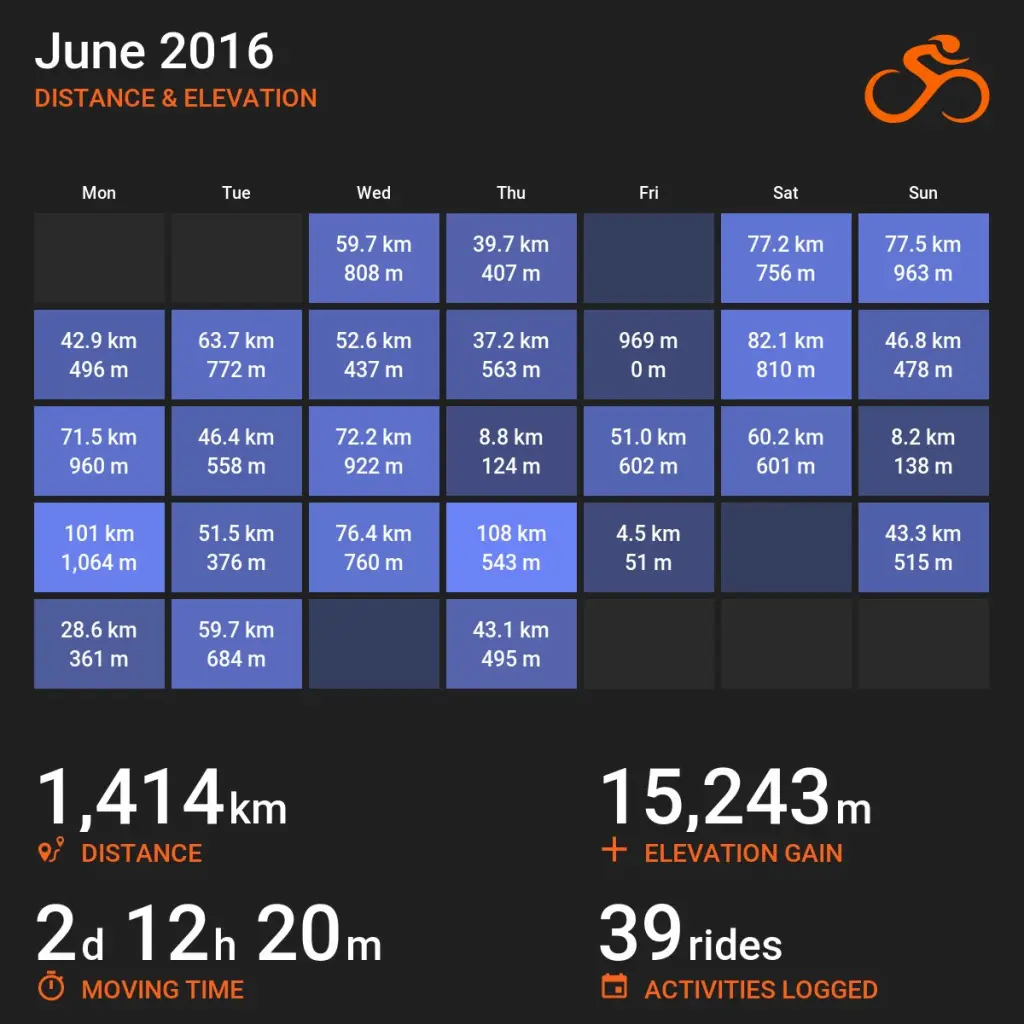 June 2016
DISTANCE & ELEVATION
Mon Tue Wed Thu Fri Sat Sun
59.7 km 39.7 km 77.2 km 77.5 km
808 m 407 m 756 m 963 m
42.9 km 63.7 km 52.6 km 37.2 km 969 m 82.1 km 46.8 km
496 m 772 m 437 m 563 m 0 m 810 m 478 m
71.5 km 46.4 km 72.2 km 8.8 km 51.0 km 60.2 km 8.2 km
960 m 558 m 922 m 124 m 602 m 601 m 138 m
101 km 51.5 km 76.4 km 108 km 4.5 km 43.3 km
1,064 m 376 m 760 m 543 m 51 m 515 m
28.6 km 59.7 km 43.1 km
361 m 684 m 495 m
1,414km 15,243m
DISTANCE ELEVATION GAIN
2d 12h 20m 39rides
MOVING TIME ACTIVITIES LOGGED